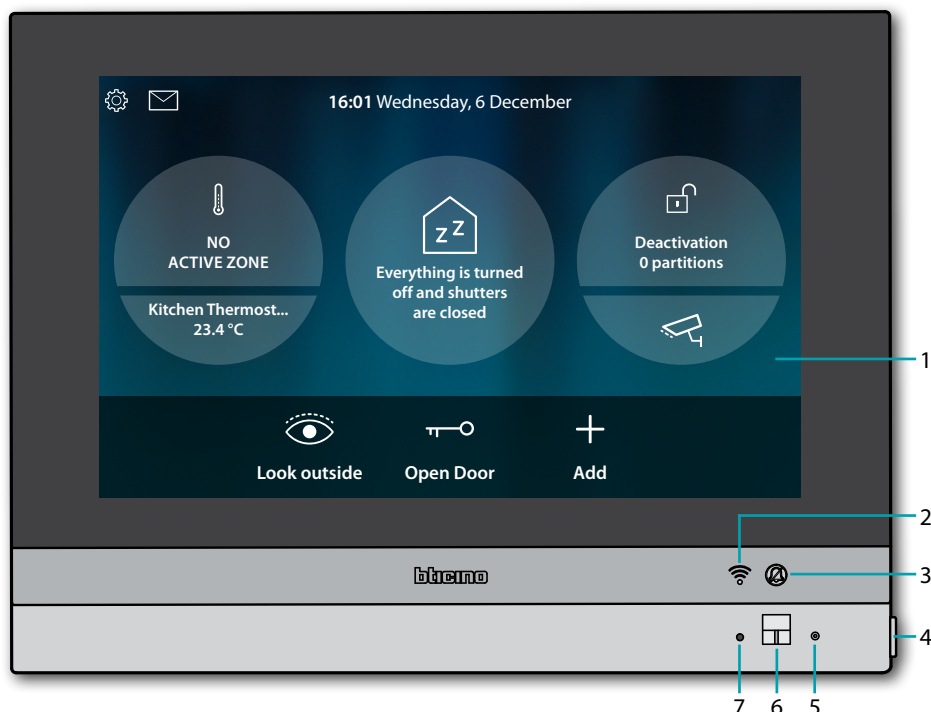 16:01 Wednesday, 6 December
NO
ACTIVE ZONE
Kitchen Thermost...
23.4 °C
z z
Everything is turned
off and shutters
are closed
Deactivation
0 partitions
Look outside
Open Door
Add
bticino
1
2
3
4
7 6 5